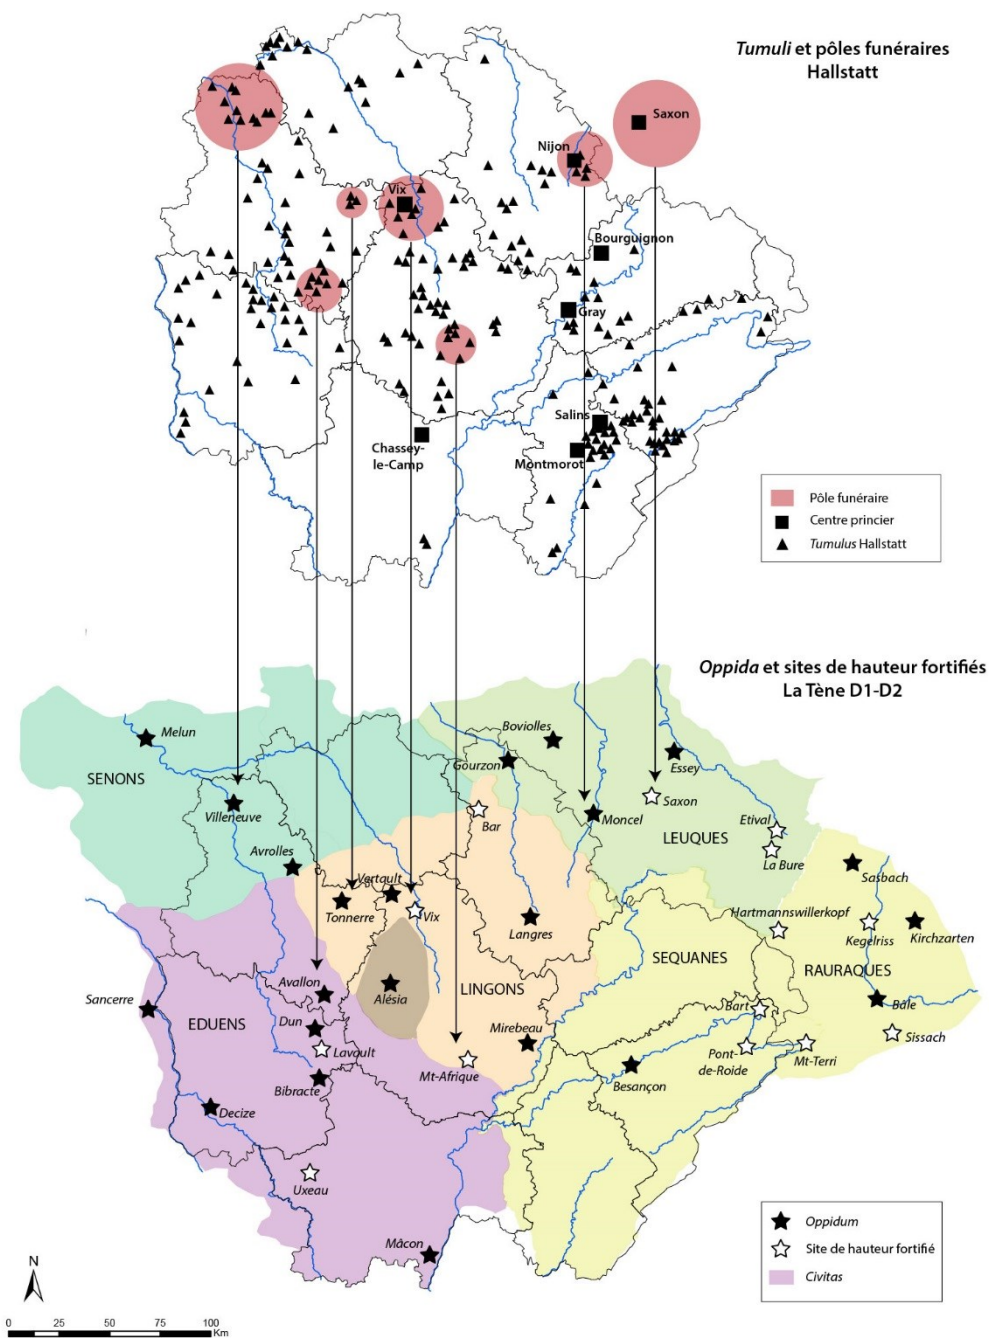 Tumuli et pôles funéraires
Hallstatt
Saxon
Nijon
Vix
Bourguignon
Gray
Salins
Chassey-
le-Camp
Montmorot
Pôle funéraire
Centre princier
Tumulus Hallstatt
Oppida et sites de hauteur fortifiés
La Tène D1-D2
Melun
Boviolles
Gourzon
Essey
SENONS
Saxon
Villeneuve
Bar
Moncel
Etival
LEUQUES
La Bure
Avrolles
Sasbach
Vertault
Tonnerre
Vix
Langres
Hartmannswillerkopf
Kegelriss
Kirchzarten
SEQUANES
RAURAQUES
Avallon
Alésia
LINGONS
Sancerre
Bart
Bâle
EDUENS
Dun
Mirebeau
Sissach
Lavault
Mt-Afrique
Pont-
de-Roide
Mt-Terri
Bibracte
Besançon
Decize
Uxeau
Mâcon
Oppidum
Site de hauteur fortifié
Civitas
N
0 25 50 75 100
Km